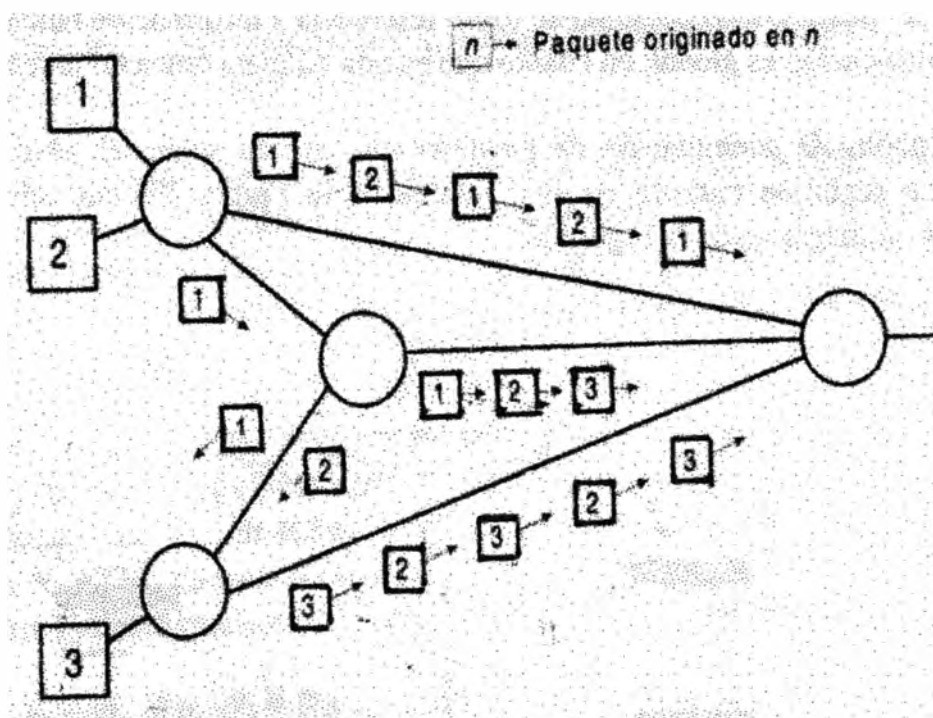 n → Paquete originado en n
1
1 → 2 → 1 → 2 → 1 →
2
1 →
1 → 2 → 3 →
1
2
3 → 2 → 3 → 2 → 3 →
3